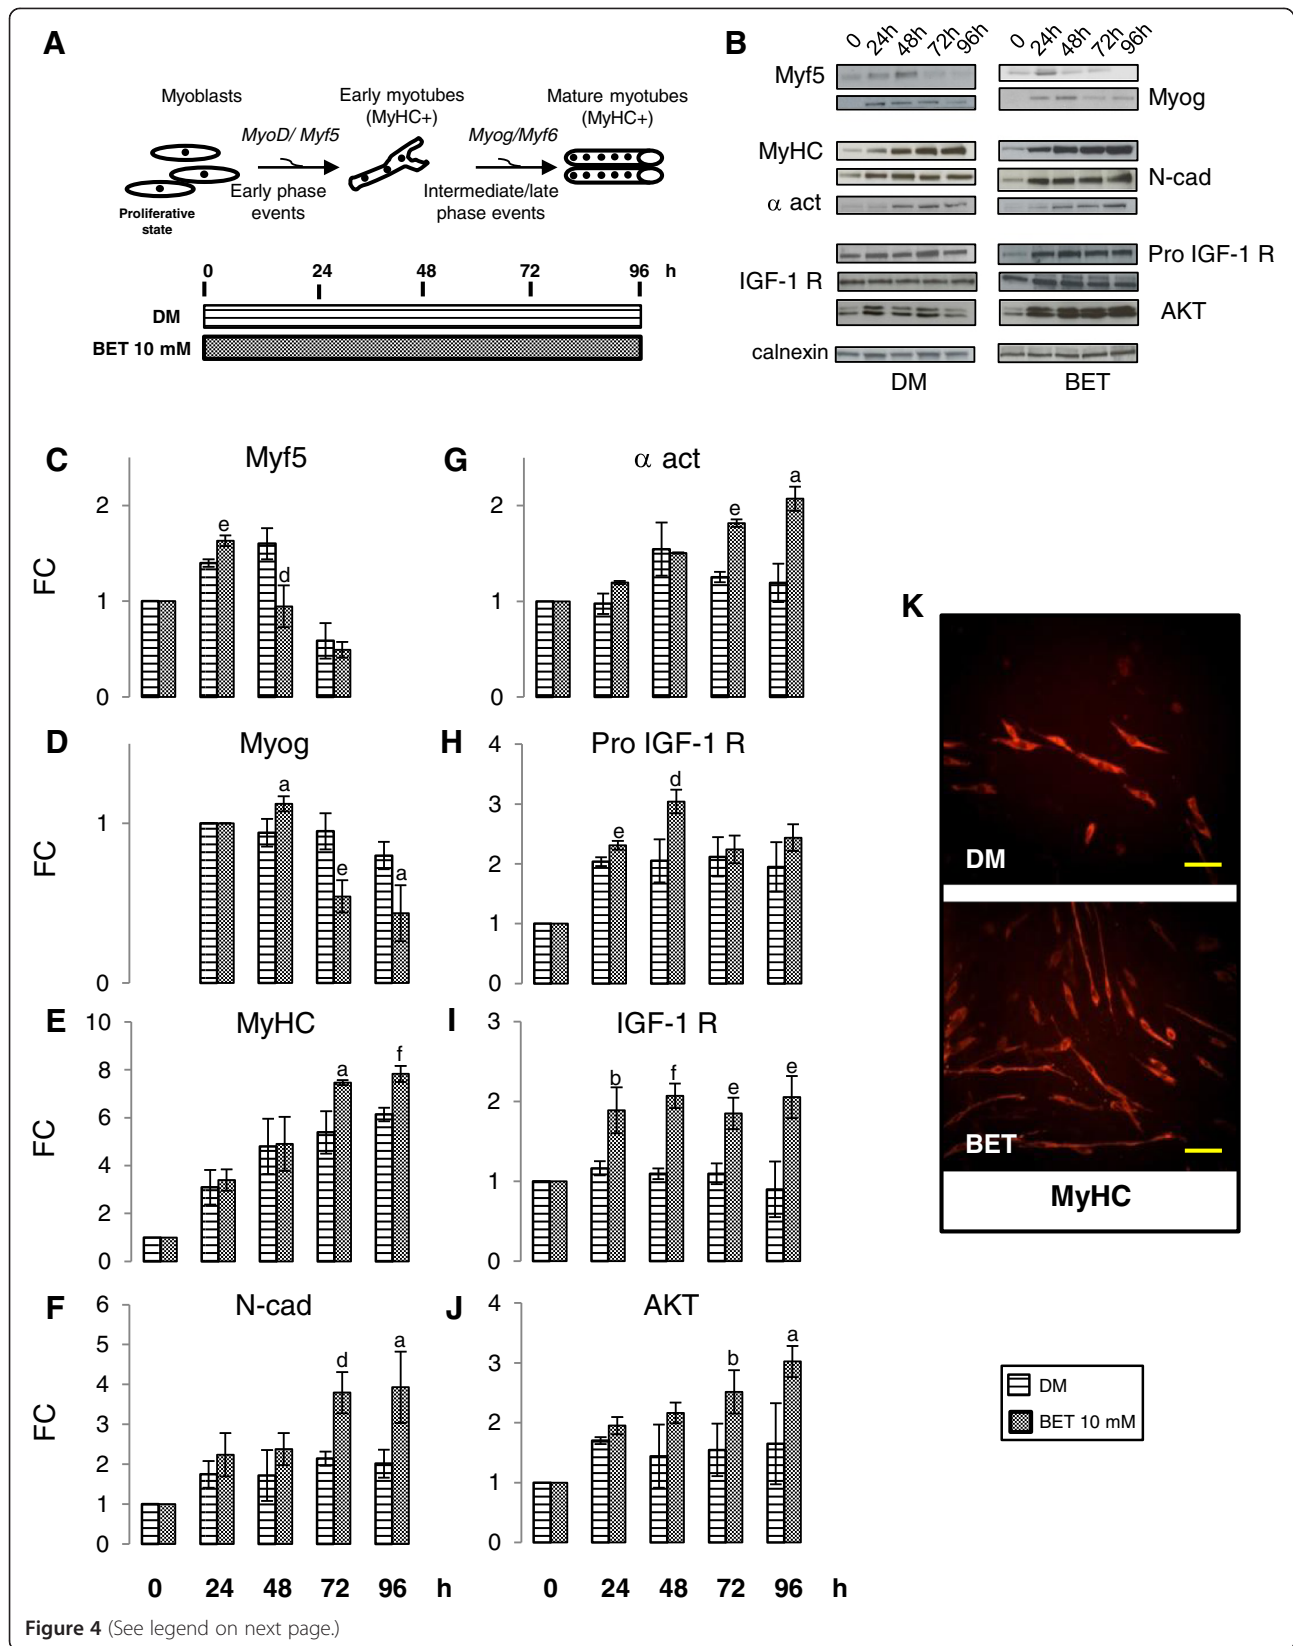 A
Myoblasts
Early myotubes
(MyHC+)
Mature myotubes
(MyHC+)
MyoD/ Myf5
Myog/Myf6
Early phase
events
Intermediate/late
phase events
Proliferative
state
0 24 48 72 96 h
DM
BET 10 mM
B
0 24h 48h 72h 96h
0 24h 48h 72h 96h
Myf5
Myog
MyHC
N-cad
α act
Pro IGF-1 R
IGF-1 R
AKT
calnexin
DM BET
C
Myf5
FC
2
1
0
e
d
G
α act
2
1
0
e
a
D
Myog
FC
1
0
a
e
a
H
Pro IGF-1 R
4
3
2
1
0
e
d
E
MyHC
FC
10
8
6
4
2
0
a
f
I
IGF-1 R
3
2
1
0
b
f
e
e
F
N-cad
FC
6
5
4
3
2
1
0
d
a
0 24 48 72 96 h
J
AKT
4
3
2
1
0
b
a
0 24 48 72 96 h
K
DM
BET
MyHC
DM
BET 10 mM
Figure 4 (See legend on next page.)